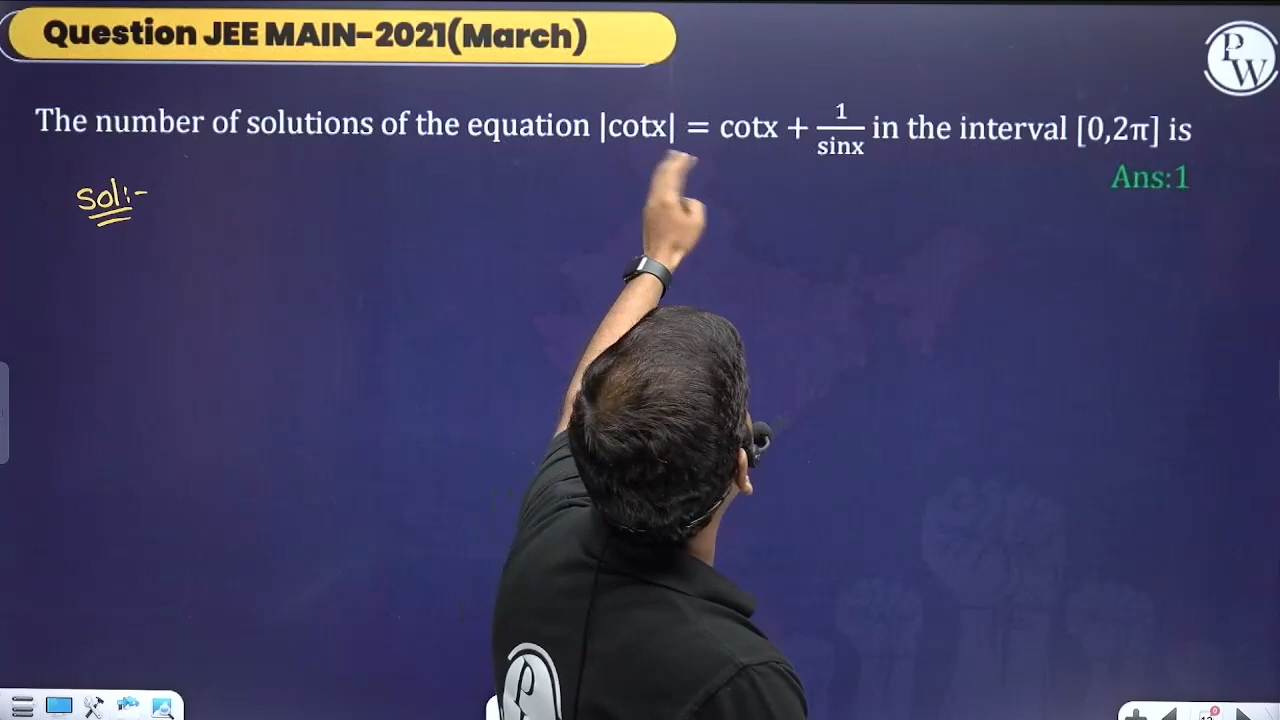 Question JEE MAIN-2021(March)
PW
The number of solutions of the equation |cotx| = cotx + 1/sinx in the interval [0,2π] is
Ans:1
Sol:-
P